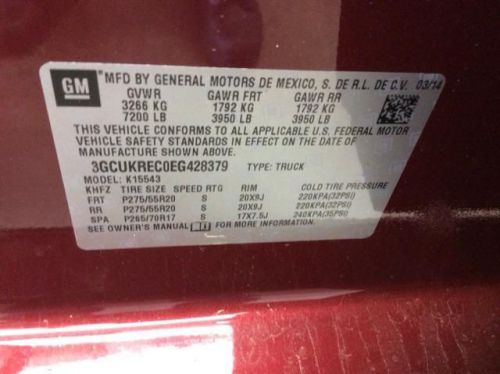 GM
MFD BY GENERAL MOTORS DE MEXICO, S. DE R.L. DE C.V. 03/14
GVWR GAWR FRT GAWR RR
3266 KG 1792 KG 1792 KG
7200 LB 3950 LB 3950 LB
THIS VEHICLE CONFORMS TO ALL APPLICABLE U.S. FEDERAL MOTOR
VEHICLE SAFETY STANDARDS IN EFFECT ON THE DATE OF
MANUFACTURE SHOWN ABOVE.
3GCUKREC0EG428379 TYPE: TRUCK
MODEL: K15543
KHFZ TIRE SIZE SPEED RTG RIM COLD TIRE PRESSURE
FRT P275/55R20 S 20X9J 220KPA(32PSI)
RR P275/55R20 S 20X9J 220KPA(32PSI)
SPA P265/70R17 S 17X7.5J 240KPA(35PSI)
SEE OWNER'S MANUAL FOR MORE INFORMATION.